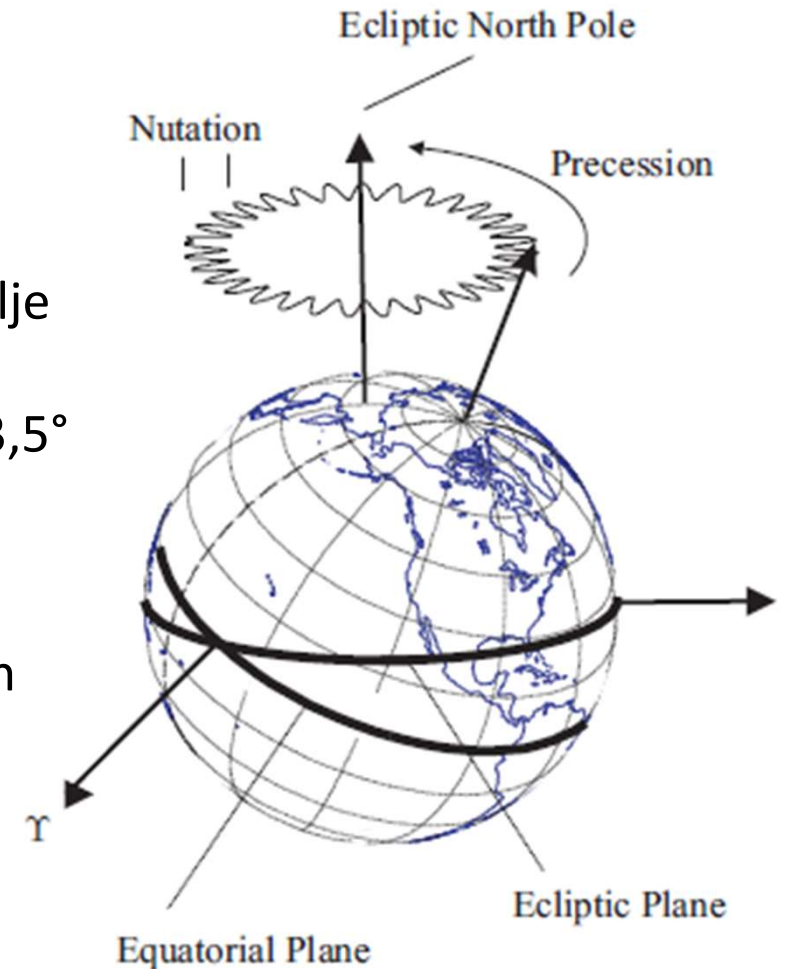 Ecliptic North Pole
Nutation
Precession
lje
3,5°
n
♈
Ecliptic Plane
Equatorial Plane